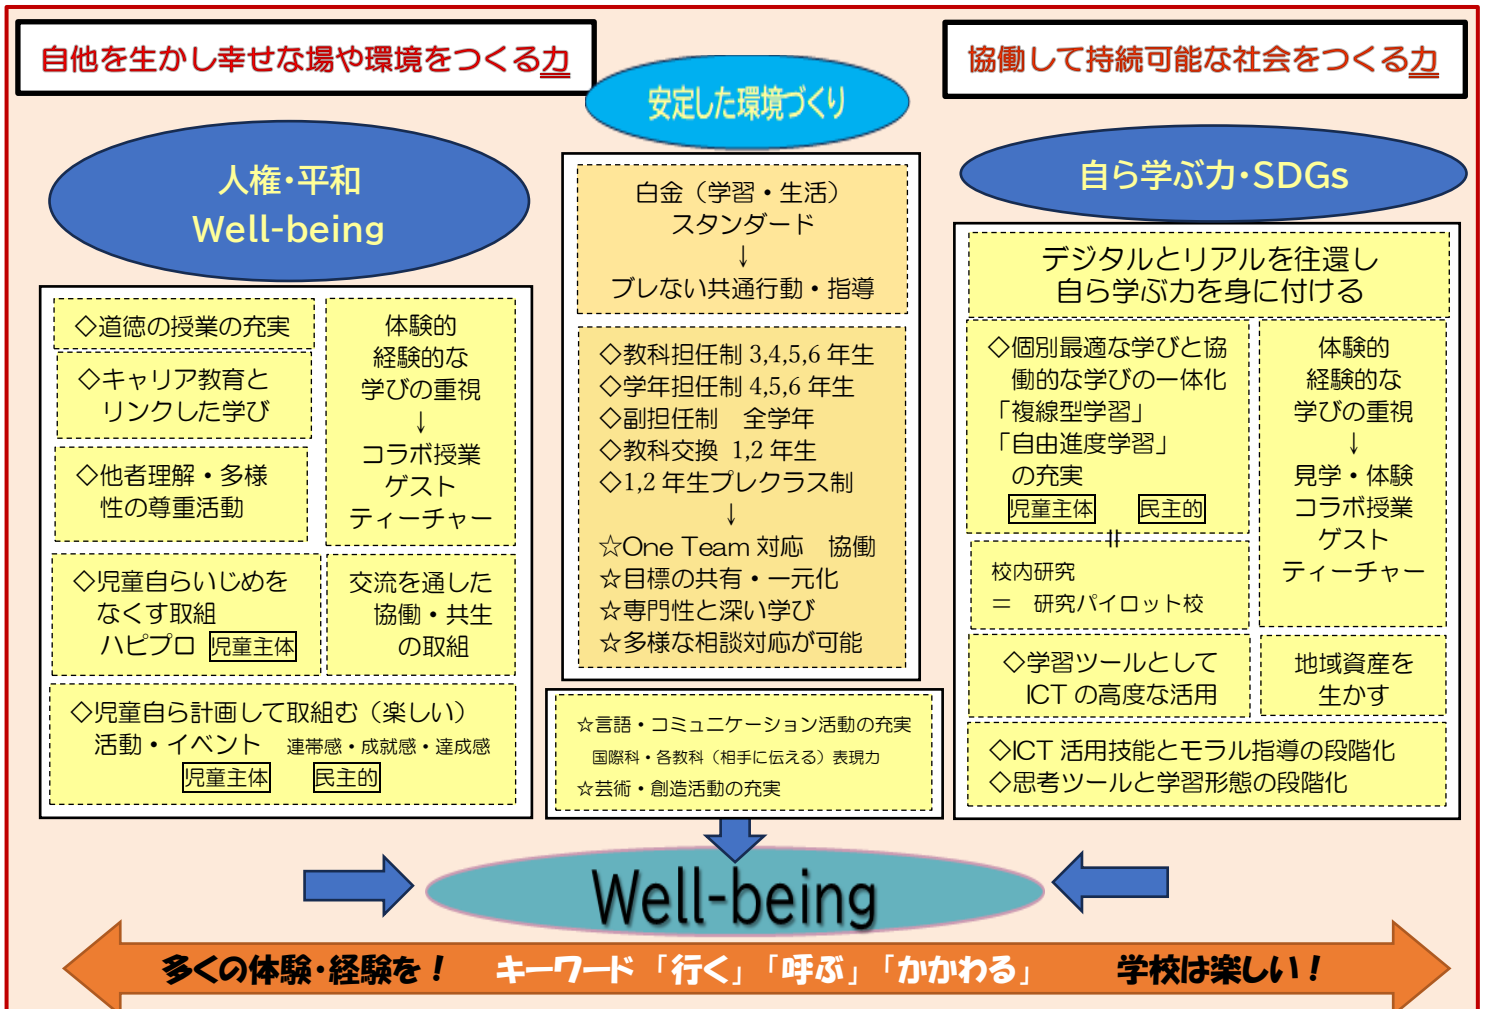 自他を生かし幸せな場や環境をつくる力
人権・平和
Well-being
◇道徳の授業の充実
◇キャリア教育と
リンクした学び
◇他者理解・多様
性の尊重活動
体験的
経験的な
学びの重視
↓
コラボ授業
ゲスト
ティーチャー
◇児童自らいじめを
なくす取組
ハピプロ 児童主体
交流を通した
協働・共生
の取組
◇児童自ら計画して取組む（楽しい）
活動・イベント 連帯感・成就感・達成感
児童主体 民主的
安定した環境づくり
白金（学習・生活）
スタンダード
↓
ブレない共通行動・指導
◇教科担任制 3,4,5,6 年生
◇学年担任制 4,5,6 年生
◇副担任制　全学年
◇教科交換 1,2 年生
◇1,2 年生プレクラス制
↓
☆One Team 対応　協働
☆目標の共有・一元化
☆専門性と深い学び
☆多様な相談対応が可能
☆言語・コミュニケーション活動の充実
国際科・各教科（相手に伝える）表現力
☆芸術・創造活動の充実
協働して持続可能な社会をつくる力
自ら学ぶ力・SDGs
デジタルとリアルを往還し
自ら学ぶ力を身に付ける
◇個別最適な学びと協
働的な学びの一体化
「複線型学習」
「自由進度学習」
の充実
児童主体 民主的
＝
校内研究
＝　研究パイロット校
体験的
経験的な
学びの重視
↓
見学・体験
コラボ授業
ゲスト
ティーチャー
◇学習ツールとして
ICT の高度な活用
地域資産を
生かす
◇ICT 活用技能とモラル指導の段階化
◇思考ツールと学習形態の段階化
Well-being
多くの体験・経験を！ キーワード「行く」「呼ぶ」「かかわる」 学校は楽しい！